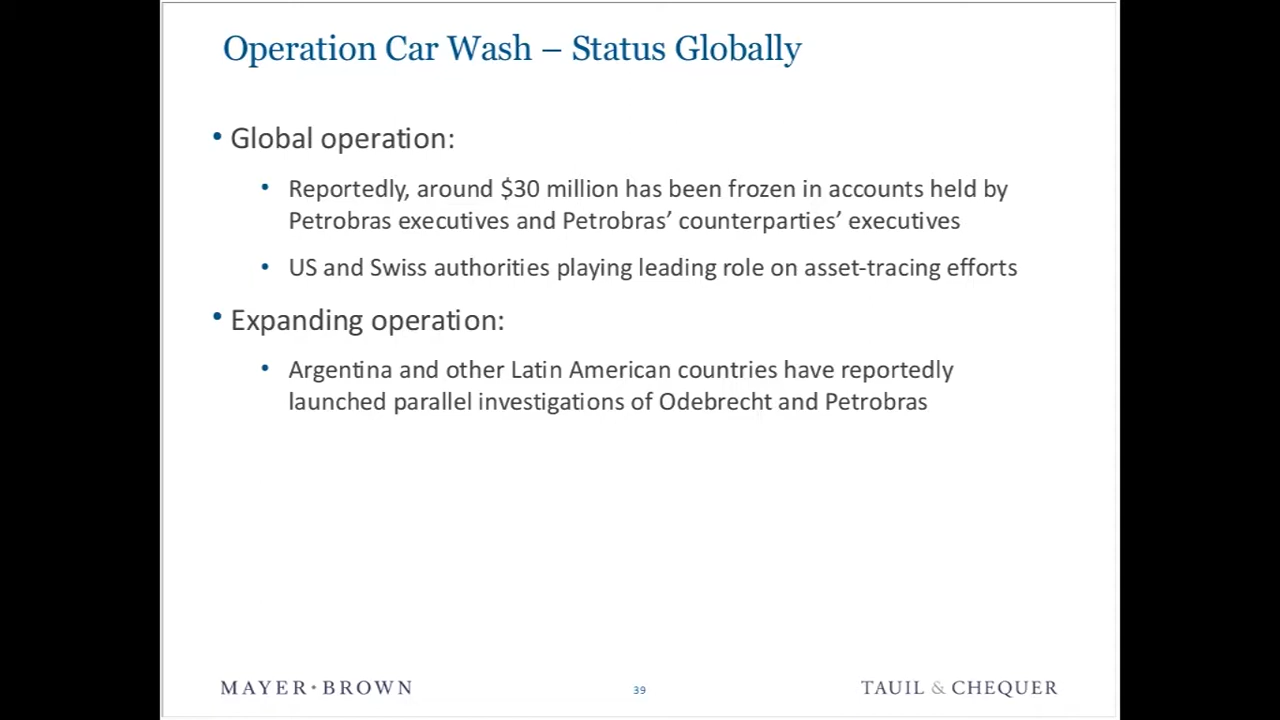 Operation Car Wash – Status Globally
• Global operation:
• Reportedly, around $30 million has been frozen in accounts held by
Petrobras executives and Petrobras’ counterparties’ executives
• US and Swiss authorities playing leading role on asset-tracing efforts
• Expanding operation:
• Argentina and other Latin American countries have reportedly
launched parallel investigations of Odebrecht and Petrobras
MAYER • BROWN
39
TAUIL & CHEQUER